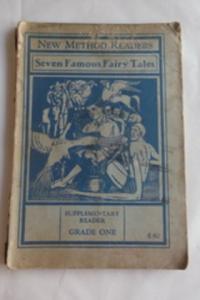 NEW METHOD READERS
Seven Famous Fairy Tales
SUPPLEMENTARY
READER
GRADE ONE